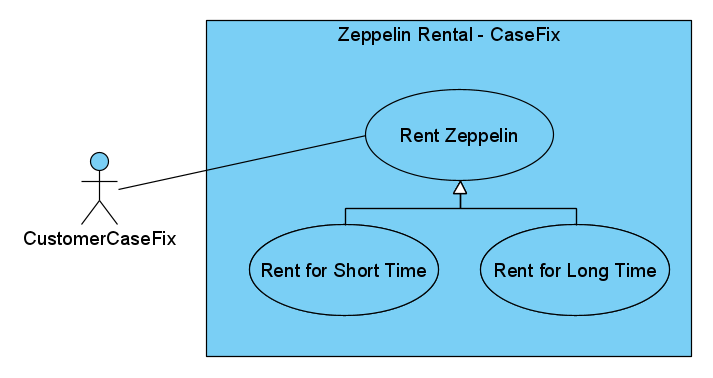 Zeppelin Rental - CaseFix
Rent Zeppelin
CustomerCaseFix
Rent for Short Time
Rent for Long Time